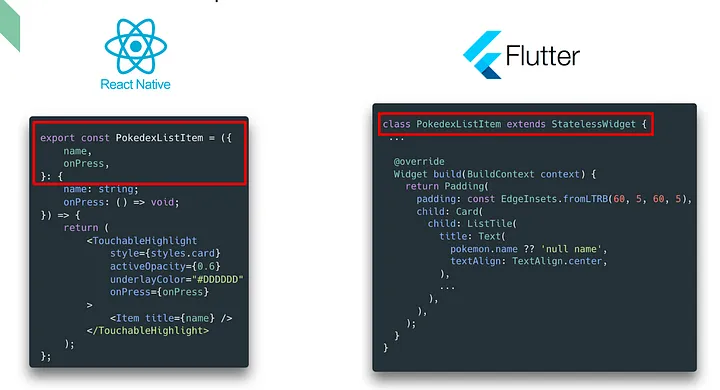 React Native
export const PokedexListItem = ({
name,
onPress,
}: {
name: string;
onPress: () => void;
}) => {
return (
<TouchableHighlight
style={styles.card}
activeOpacity={0.6}
underlayColor="#DDDDDD"
onPress={onPress}
>
<Item title={name} />
</TouchableHighlight>
);
};
Flutter
class PokedexListItem extends StatelessWidget {
...
@override
Widget build(BuildContext context) {
return Padding(
padding: const EdgeInsets.fromLTRB(60, 5, 60, 5),
child: Card(
child: ListTile(
title: Text(
pokemon.name ?? 'null name',
textAlign: TextAlign.center,
),
...
),
),
);
}
}